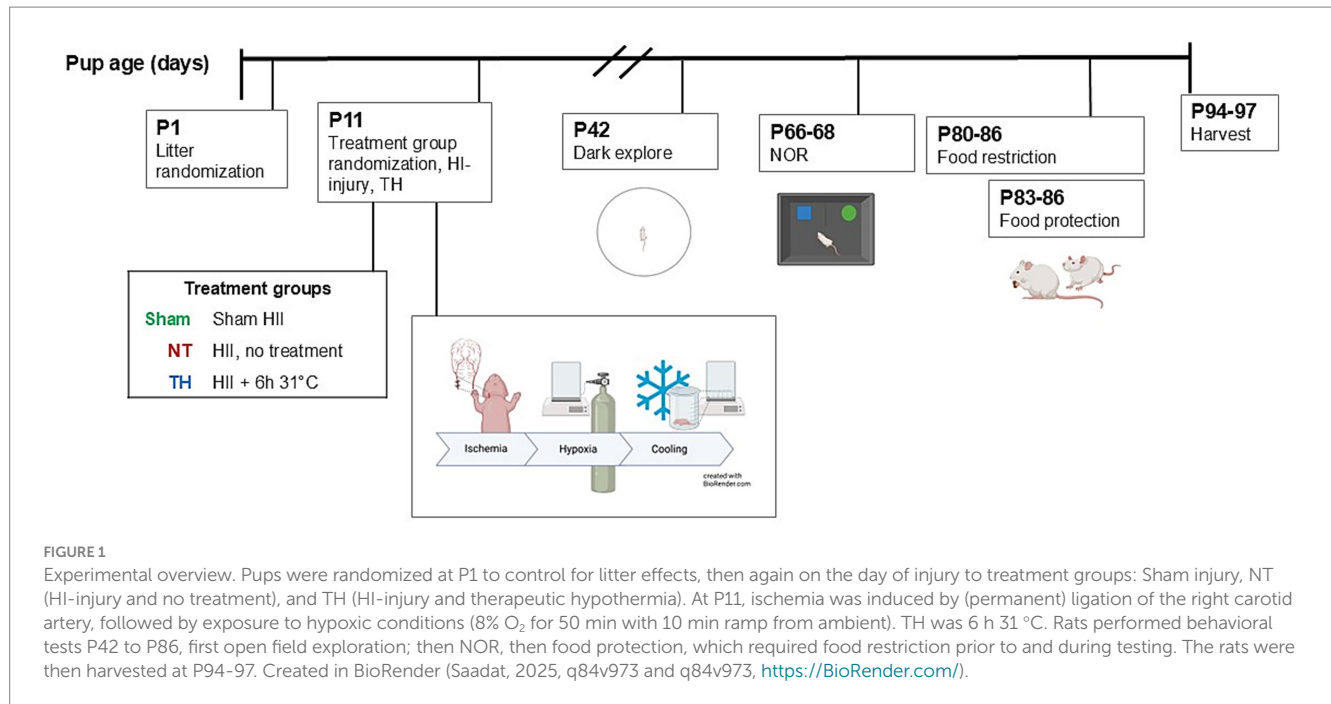 Pup age (days)
P1
Litter
randomization
P11
Treatment group
randomization, HI-
injury, TH
P42
Dark explore
P66-68
NOR
P80-86
Food restriction
P83-86
Food protection
P94-97
Harvest
Treatment groups
Sham Sham HII
NT HII, no treatment
TH HII + 6h 31°C
Ischemia Hypoxia Cooling
created with
BioRender.com
FIGURE 1
Experimental overview. Pups were randomized at P1 to control for litter effects, then again on the day of injury to treatment groups: Sham injury, NT
(HI-injury and no treatment), and TH (HI-injury and therapeutic hypothermia). At P11, ischemia was induced by (permanent) ligation of the right carotid
artery, followed by exposure to hypoxic conditions (8% O₂ for 50 min with 10 min ramp from ambient). TH was 6 h 31 °C. Rats performed behavioral
tests P42 to P86, first open field exploration; then NOR, then food protection, which required food restriction prior to and during testing. The rats were
then harvested at P94-97. Created in BioRender (Saadat, 2025, q84v973 and q84v973, https://BioRender.com/).